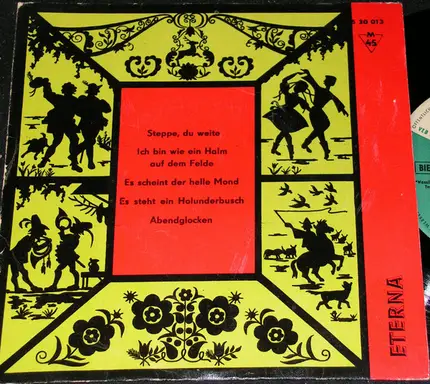 5 20 013
M
45
Steppe, du weite
Ich bin wie ein Halm
auf dem Felde
Es scheint der helle Mond
Es steht ein Holunderbusch
Abendglocken
ETERNA